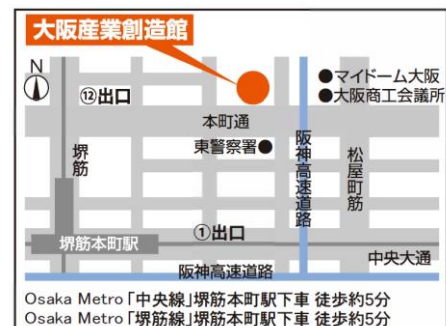 大阪産業創造館
N
⑫出口
●マイドーム大阪
●大阪商工会議所
本町通
東警察署●
堺筋
阪神高速道路
松屋町筋
①出口
堺筋本町駅
中央大通
阪神高速道路
Osaka Metro「中央線」堺筋本町駅下車 徒歩約5分
Osaka Metro「堺筋線」堺筋本町駅下車 徒歩約5分